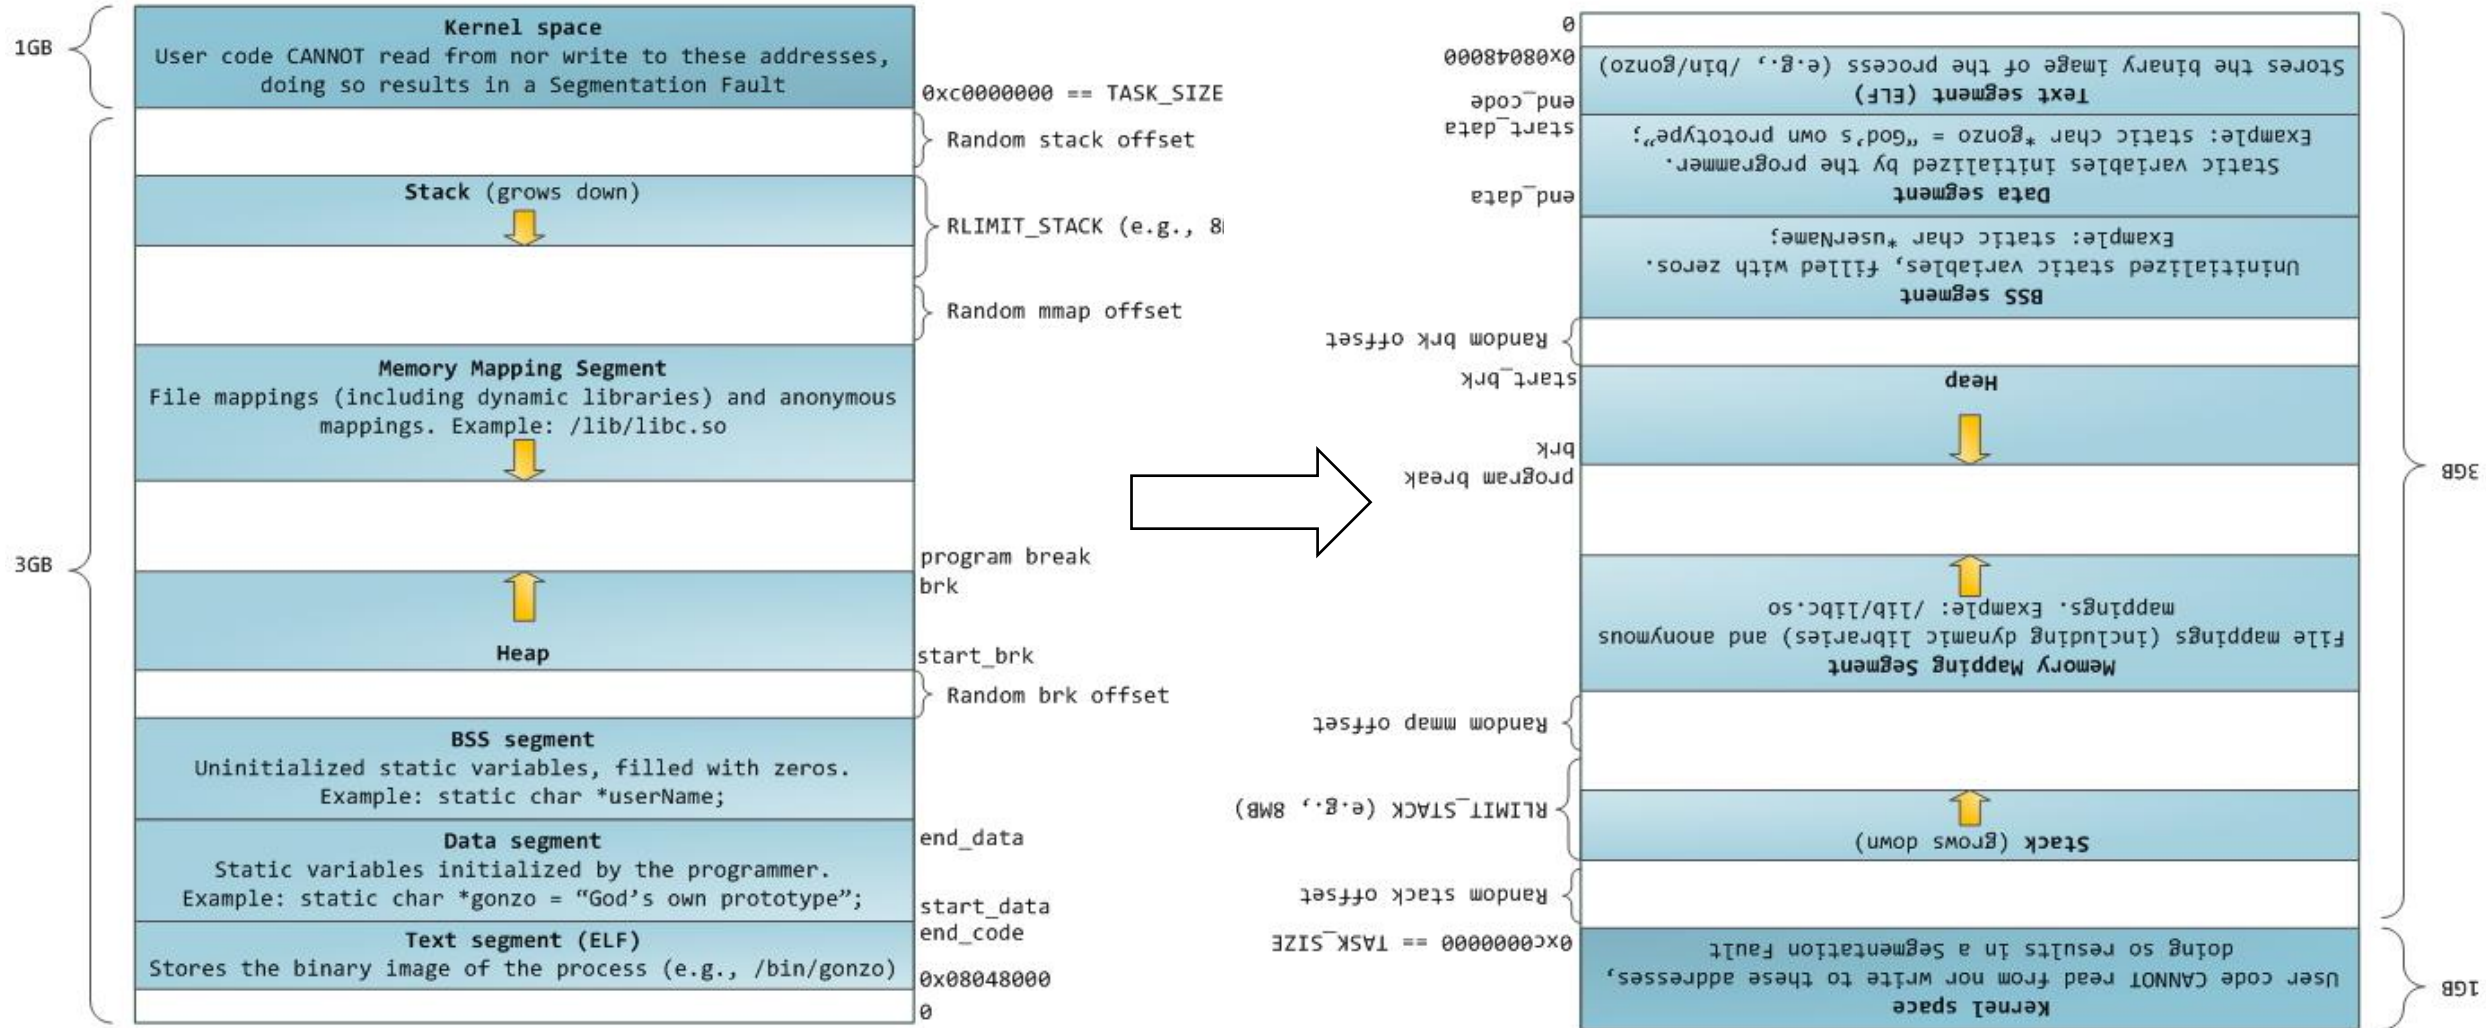 1GB
Kernel space
User code CANNOT read from nor write to these addresses,
doing so results in a Segmentation Fault
0xc0000000 == TASK_SIZE
Random stack offset
Stack (grows down)
RLIMIT_STACK (e.g., 8
Random mmap offset
Memory Mapping Segment
File mappings (including dynamic libraries) and anonymous
mappings. Example: /lib/libc.so
3GB
program break
brk
Heap
start_brk
Random brk offset
BSS segment
Uninitialized static variables, filled with zeros.
Example: static char *userName;
Data segment
end_data
Static variables initialized by the programmer.
Example: static char *gonzo = “God’s own prototype”;
start_data
end_code
Text segment (ELF)
Stores the binary image of the process (e.g., /bin/gonzo)
0x08048000
0
1GB
Kernel space
User code CANNOT read from nor write to these addresses,
doing so results in a Segmentation Fault
0xc0000000 == TASK_SIZE
Random stack offset
Stack (grows down)
RLIMIT_STACK (e.g., 8MB)
Random mmap offset
Memory Mapping Segment
File mappings (including dynamic libraries) and anonymous
mappings. Example: /lib/libc.so
3GB
program break
brk
Heap
start_brk
Random brk offset
BSS segment
Uninitialized static variables, filled with zeros.
Example: static char *userName;
Data segment
end_data
Static variables initialized by the programmer.
Example: static char *gonzo = “God’s own prototype”;
start_data
end_code
Text segment (ELF)
Stores the binary image of the process (e.g., /bin/gonzo)
0x08048000
0